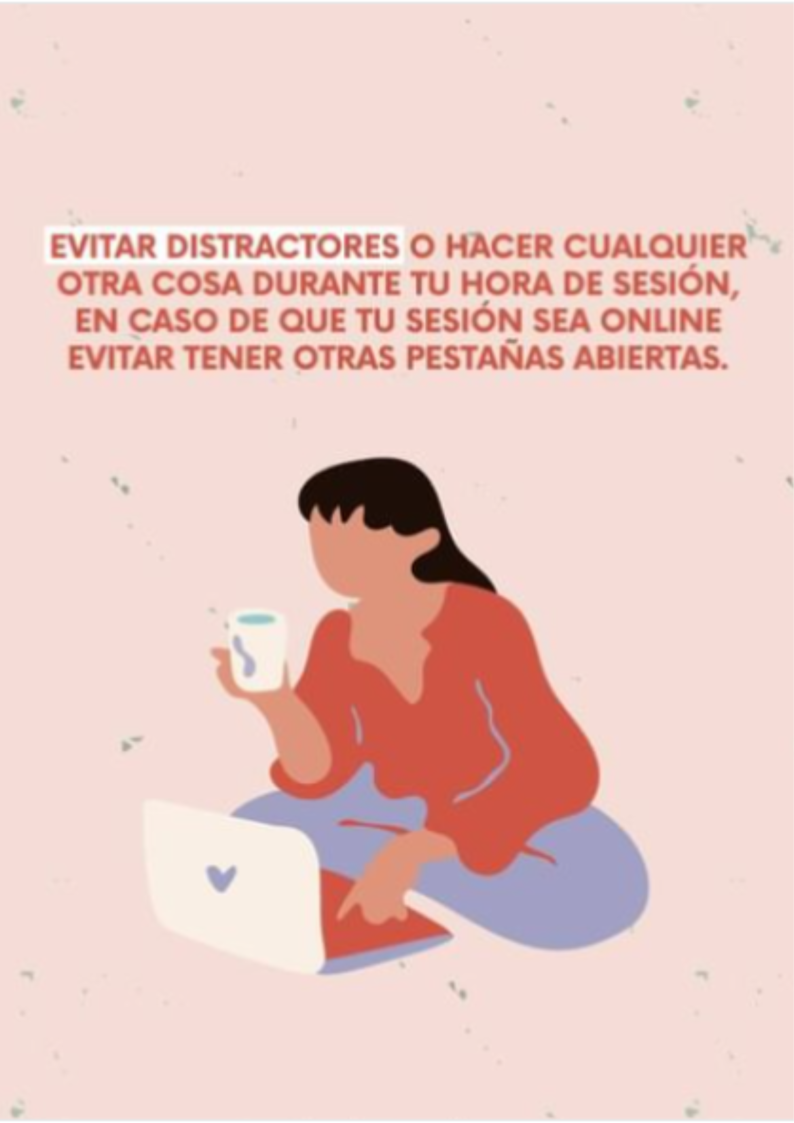 EVITAR DISTRACTORES O HACER CUALQUIER
OTRA COSA DURANTE TU HORA DE SESIÓN,
EN CASO DE QUE TU SESIÓN SEA ONLINE
EVITAR TENER OTRAS PESTAÑAS ABIERTAS.